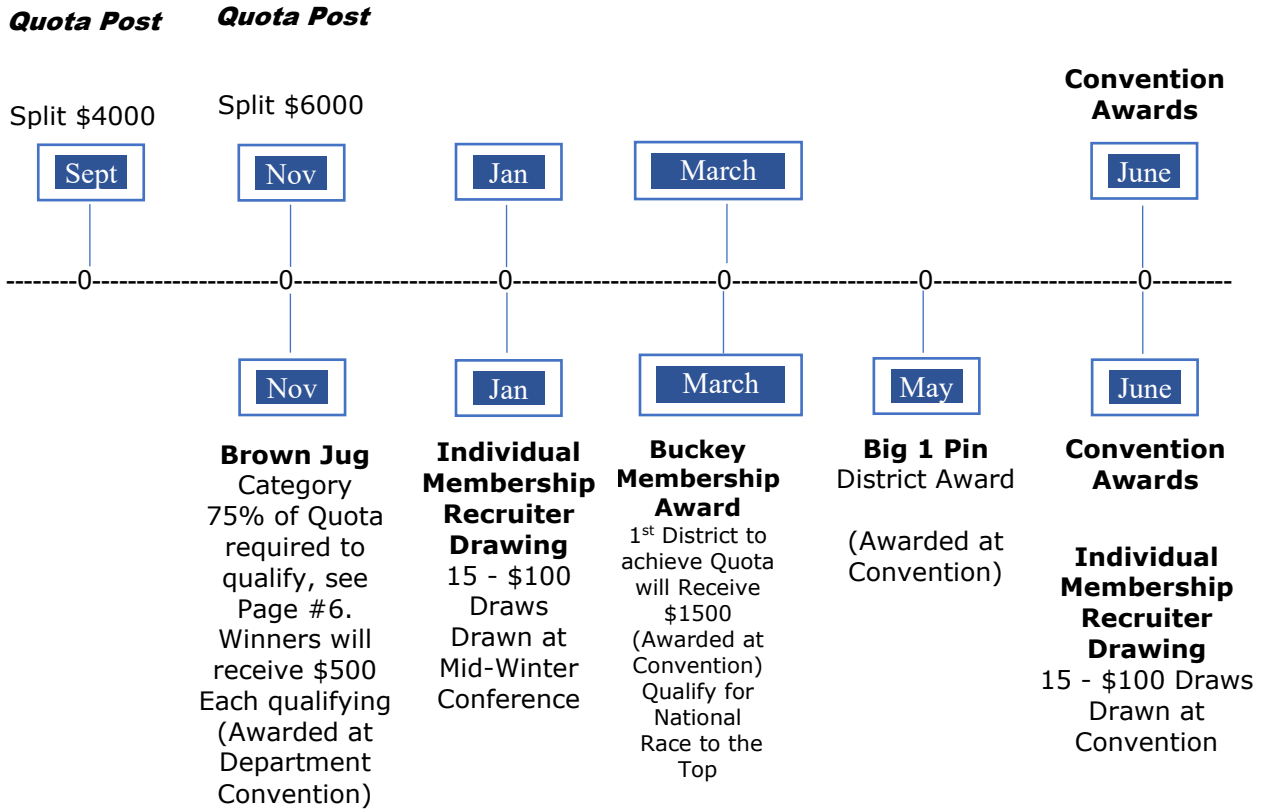 Quota Post
Quota Post
Split $4000
Split $6000
Convention
Awards
Sept
Nov
Jan
March
June
--------0--------------------0----------------------0----------------------0--------------------0----------------------0---------
Nov
Jan
March
May
June
Brown Jug
Category
75% of Quota
required to
qualify, see
Page #6.
Winners will
receive $500
Each qualifying
(Awarded at
Department
Convention)
Individual
Membership
Recruiter
Drawing
15 - $100
Draws
Drawn at
Mid-Winter
Conference
Buckey
Membership
Award
1st District to
achieve Quota
will Receive
$1500
(Awarded at
Convention)
Qualify for
National
Race to the
Top
Big 1 Pin
District Award
(Awarded at
Convention)
Convention
Awards
Individual
Membership
Recruiter
Drawing
15 - $100 Draws
Drawn at
Convention